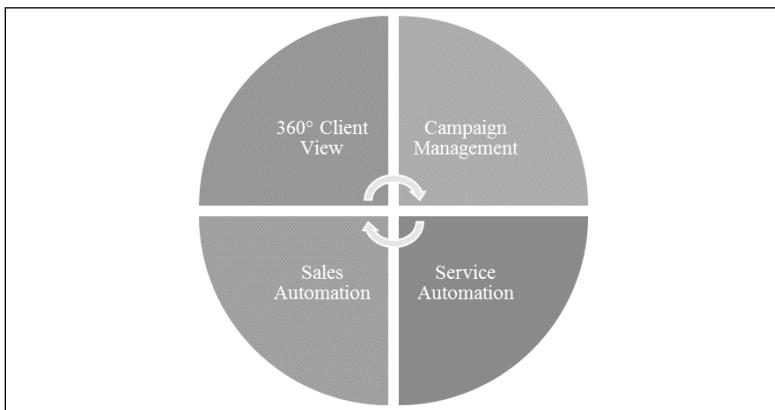 360° Client
View
Campaign
Management
Sales
Automation
Service
Automation